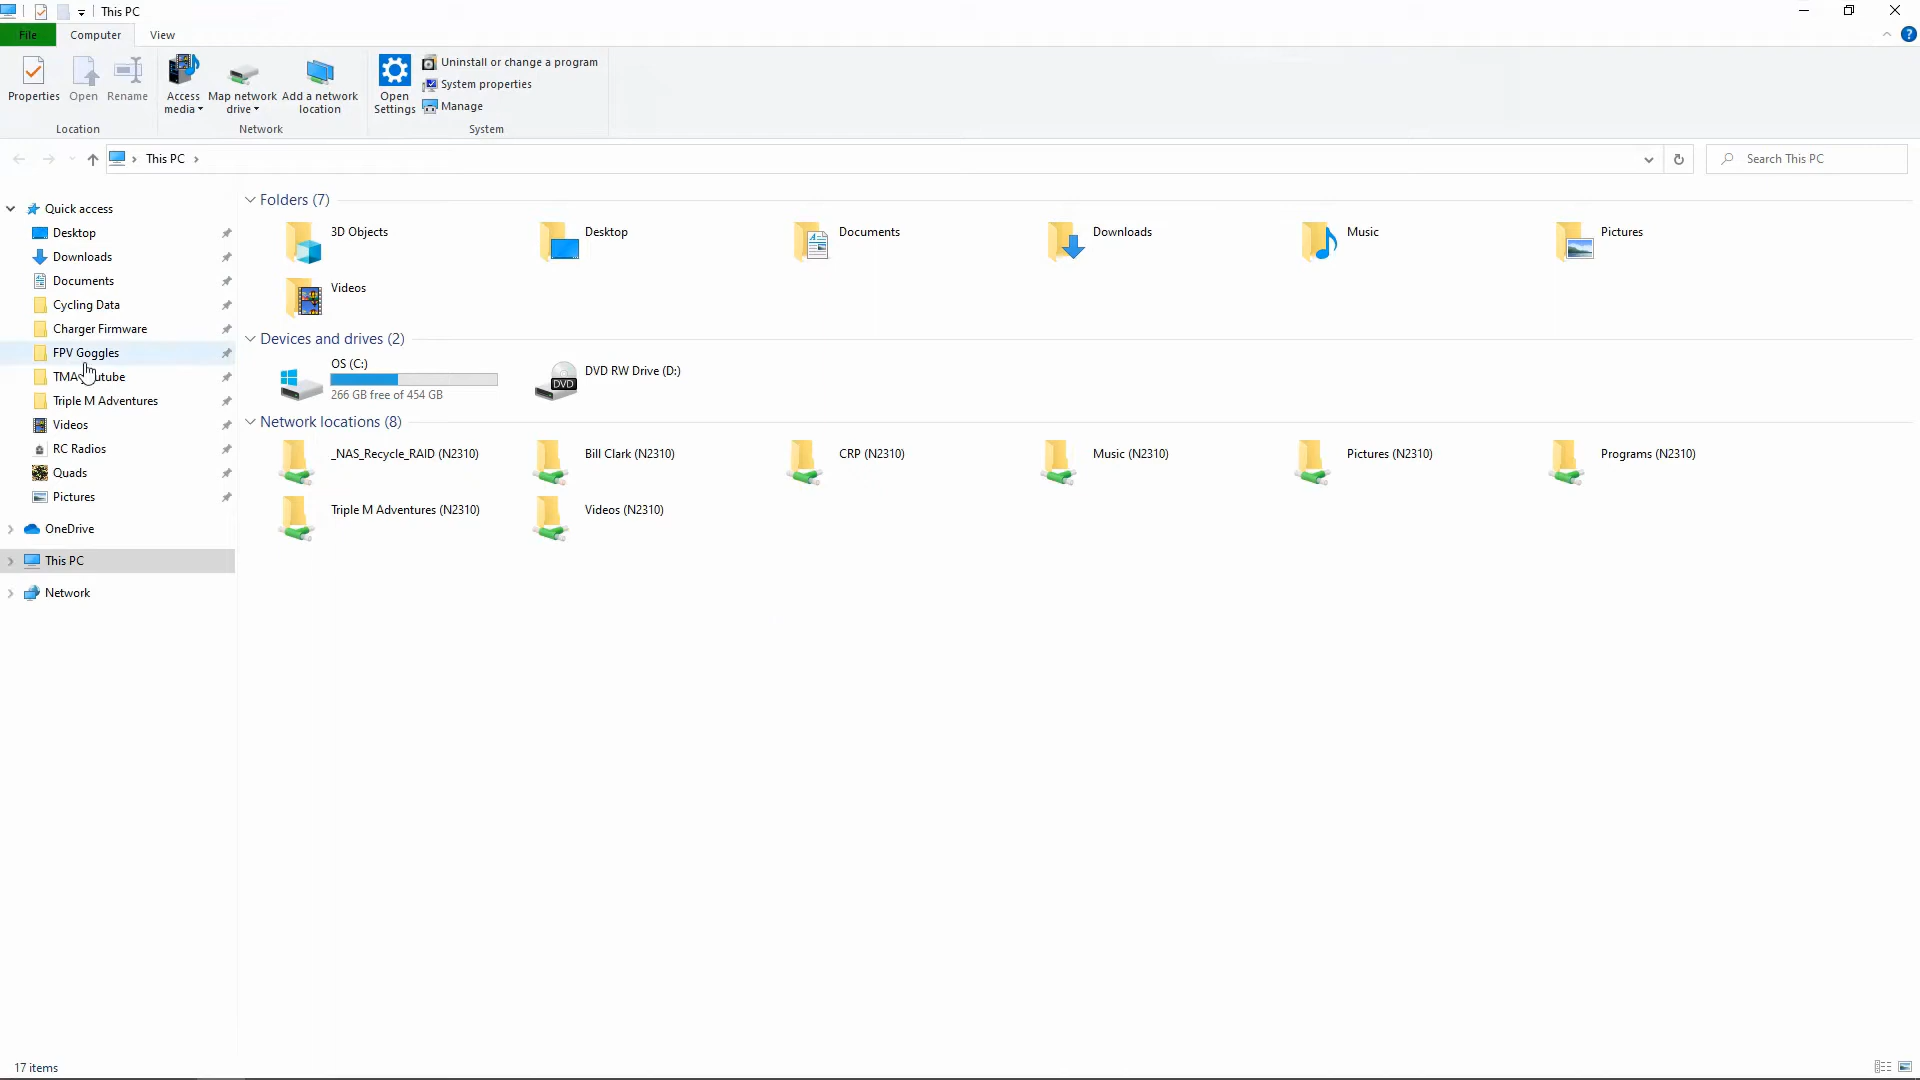 This PC
File
Computer
View
Properties
Open
Rename
Access media
Map network drive
Add a network location
Open Settings
Uninstall or change a program
System properties
Manage
Location
Network
System
This PC
Search This PC
Quick access
Desktop
Downloads
Documents
Cycling Data
Charger Firmware
FPV Goggles
Triple M Adventures
Videos
RC Radios
Quads
Pictures
OneDrive
This PC
Network
Folders (7)
3D Objects
Desktop
Documents
Downloads
Music
Pictures
Videos
Devices and drives (2)
OS (C:)
266 GB free of 454 GB
DVD RW Drive (D:)
DVD
Network locations (8)
_NAS_Recycle_RAID (N2310)
Bill Clark (N2310)
CRP (N2310)
Music (N2310)
Pictures (N2310)
Programs (N2310)
Triple M Adventures (N2310)
Videos (N2310)
17 items